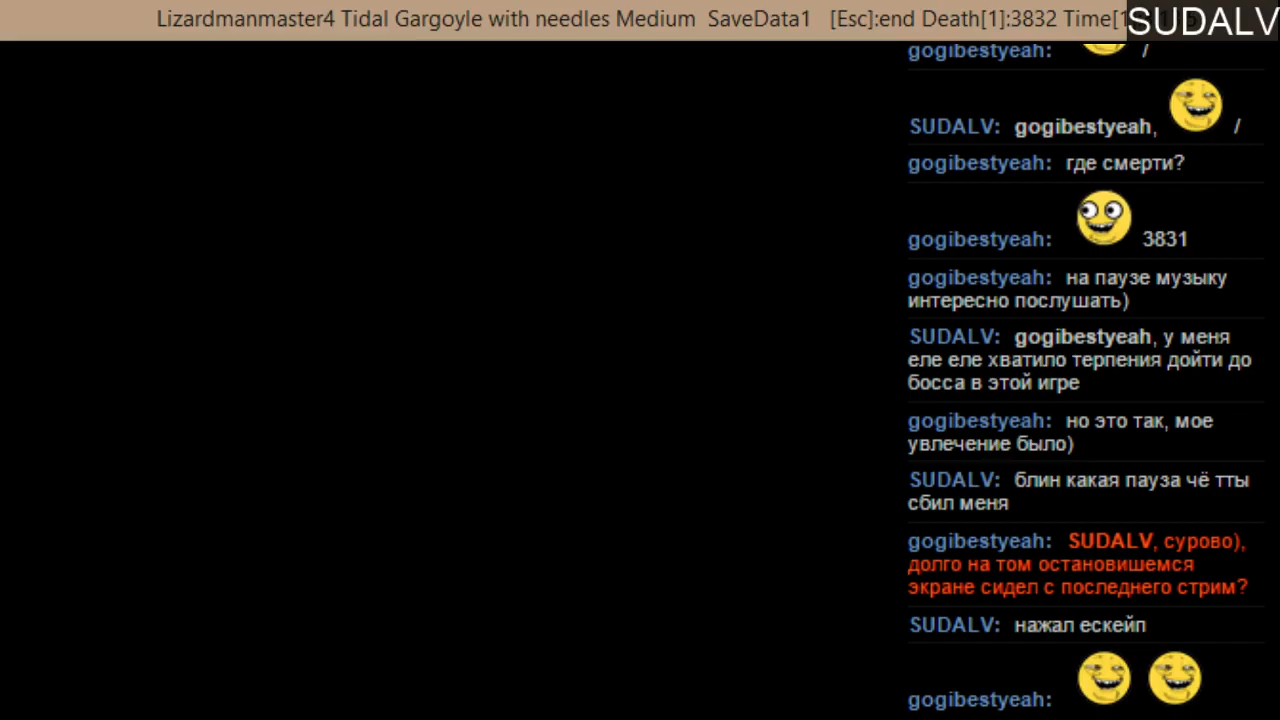 Lizardmanmaster4 Tidal Gargoyle with needles Medium  SaveData1   [Esc]:end Death[1]:3832 Time[1
SUDALV
gogibestyeah: /
SUDALV: gogibestyeah, /
gogibestyeah: где смерти?
gogibestyeah: 3831
gogibestyeah: на паузе музыку
интересно послушать)
SUDALV: gogibestyeah, у меня
еле еле хватило терпения дойти до
босса в этой игре
gogibestyeah: но это так, мое
увлечение было)
SUDALV: блин какая пауза чё тты
сбил меня
gogibestyeah: SUDALV, сурово),
долго на том остановишемся
экране сидел с последнего стрим?
SUDALV: нажал ескейп
gogibestyeah: